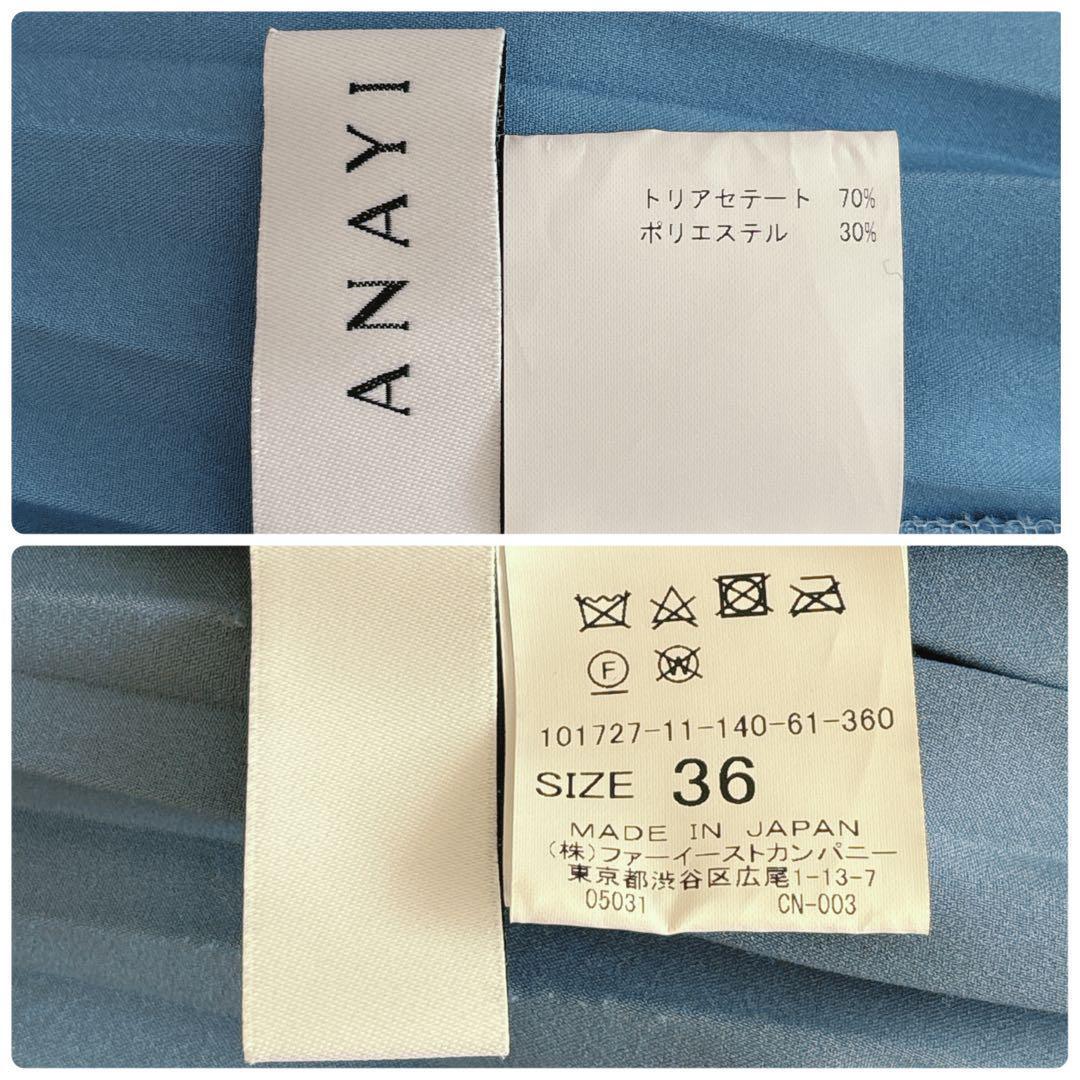 ANAYI
トリアセテート 70%
ポリエステル 30%
F
W
101727-11-140-61-360
SIZE 36
MADE IN JAPAN
(株)ファーイーストカンパニー
東京都渋谷区広尾1-13-7
05031 CN-003